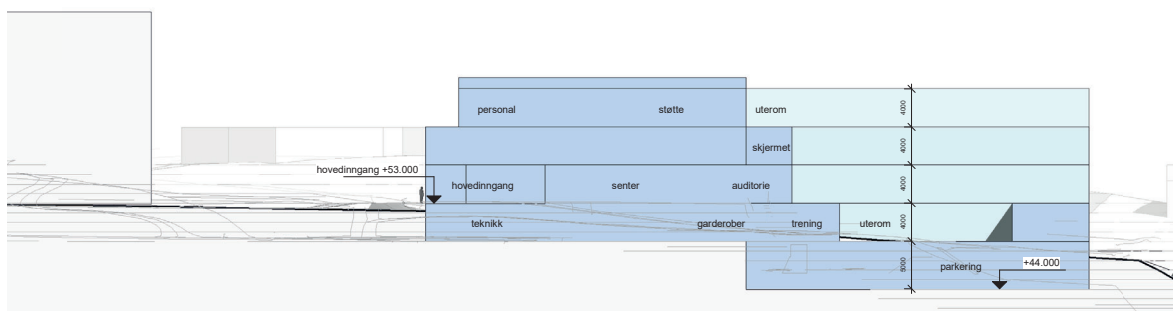 personal støtte uterom 4000
skjermet 4000
hovedinngang +53.000
hovedinngang senter auditorie 4000
teknikk garderober trening uterom 4000
parkering +44.000
5000